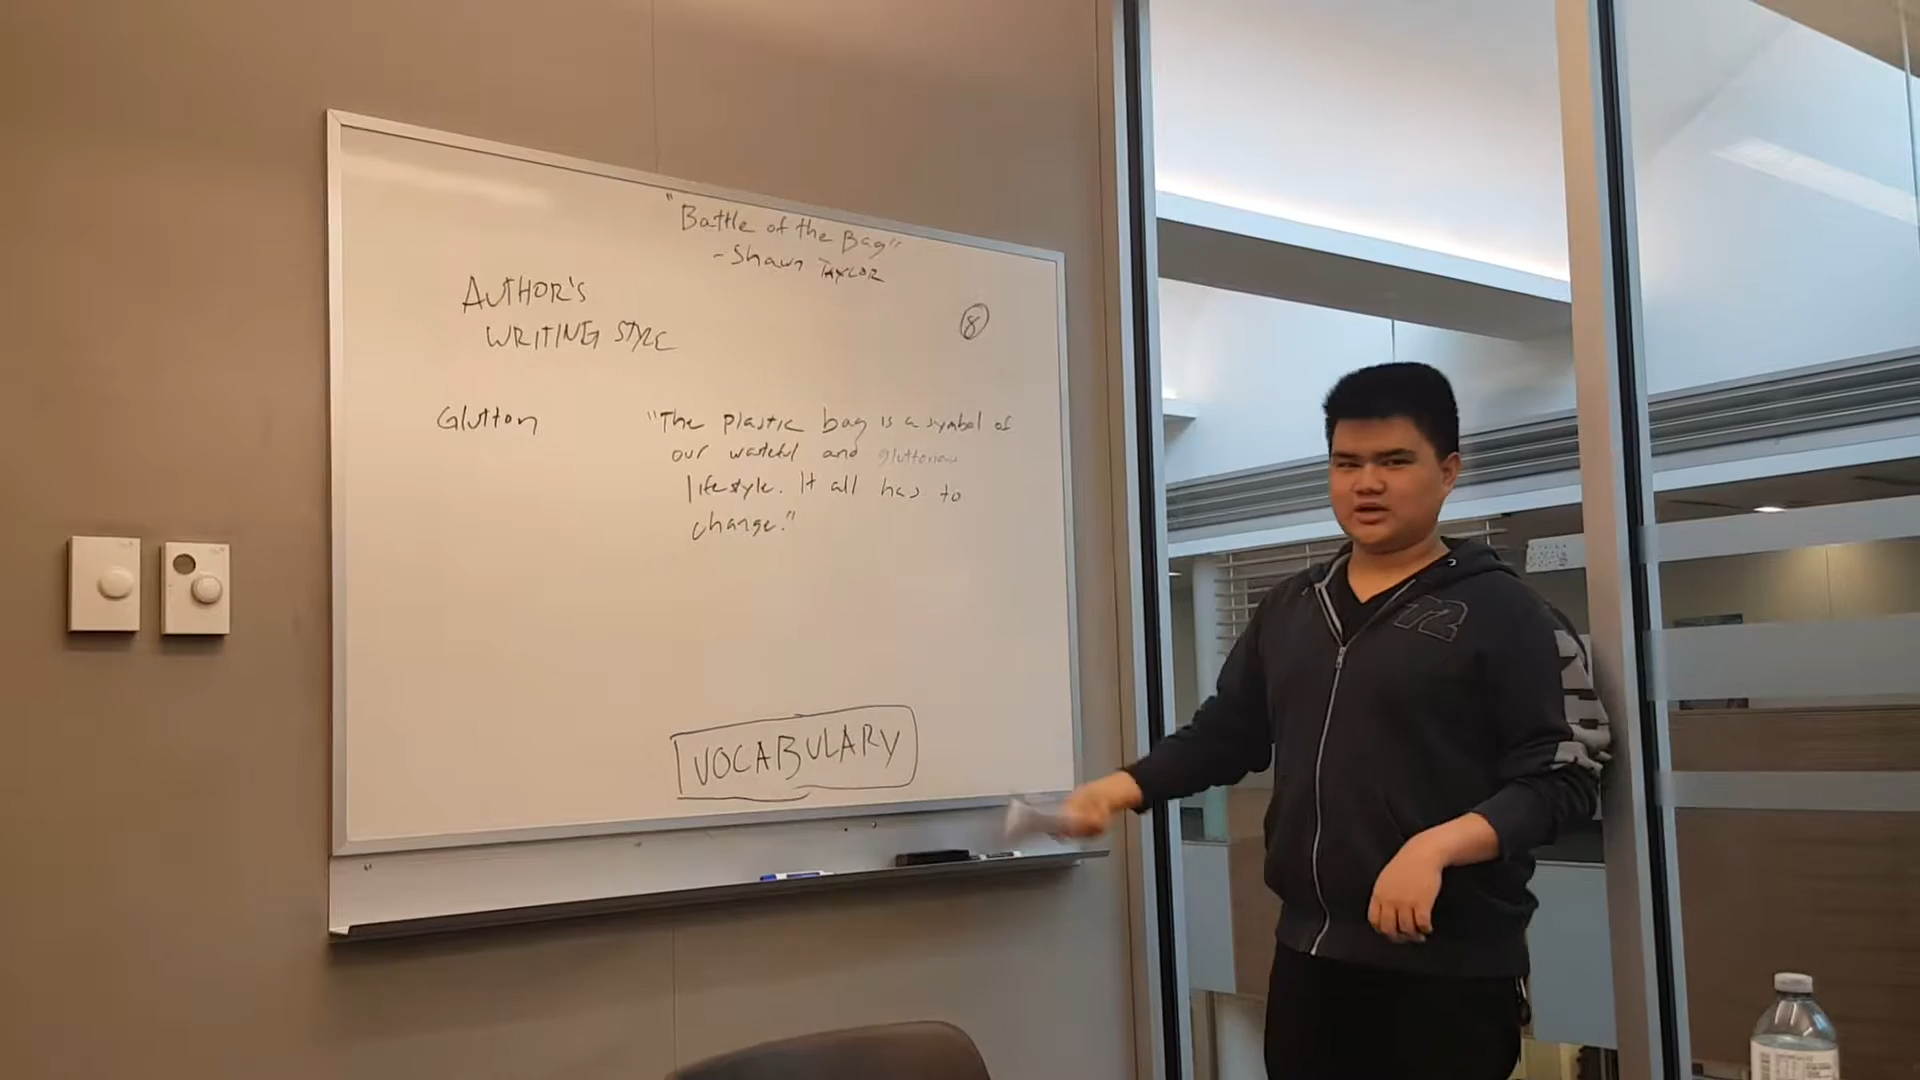 "Battle of the Bag"
- Shawn TAYLOR
AUTHOR'S
WRITING STYLE
8
Glutton
"The plastic bag is a symbol of
our wasteful and gluttonous
lifestyle. It all has to
change."
VOCABULARY
72